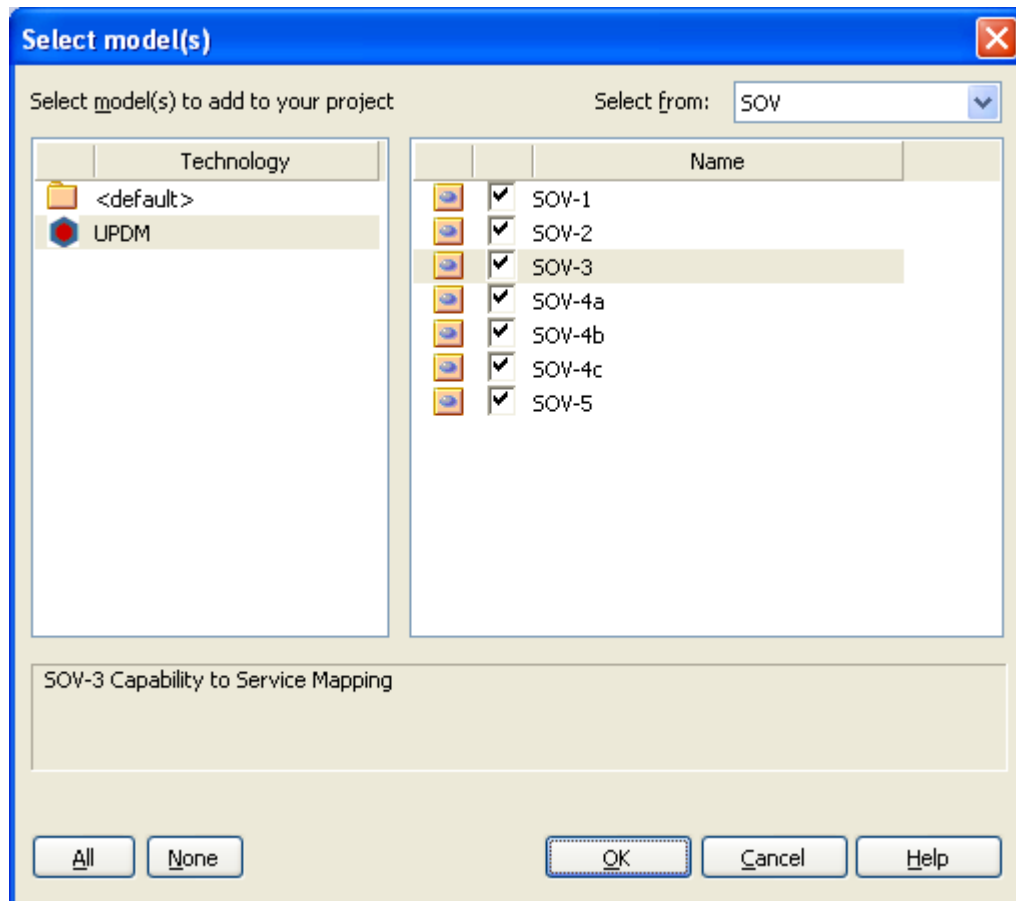 Select model(s)
Select model(s) to add to your project Select from: SOV
Technology Name
<default> SOV-1
UPDM SOV-2
SOV-3
SOV-4a
SOV-4b
SOV-4c
SOV-5
SOV-3 Capability to Service Mapping
All None OK Cancel Help